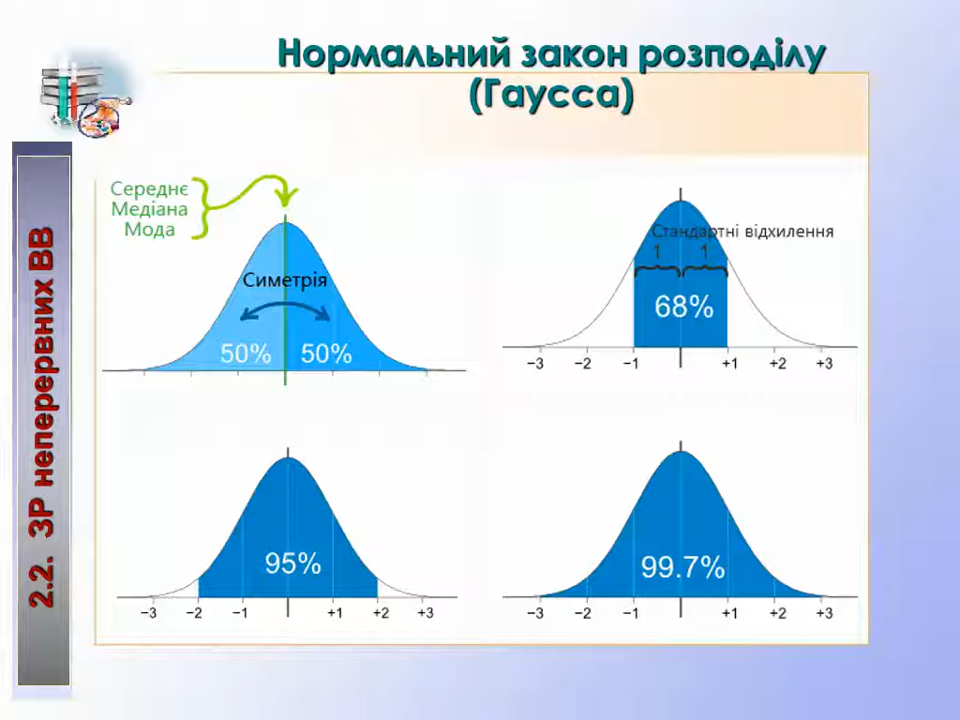 Нормальний закон розподілу
(Гаусса)
2.2. ЗР неперервних ВВ
Середнє
Медіана
Мода
Симетрія
50% 50%
Стандартні відхилення
1 1
68%
−3 −2 −1 +1 +2 +3
95%
−3 −2 −1 +1 +2 +3
99.7%
−3 −2 −1 +1 +2 +3